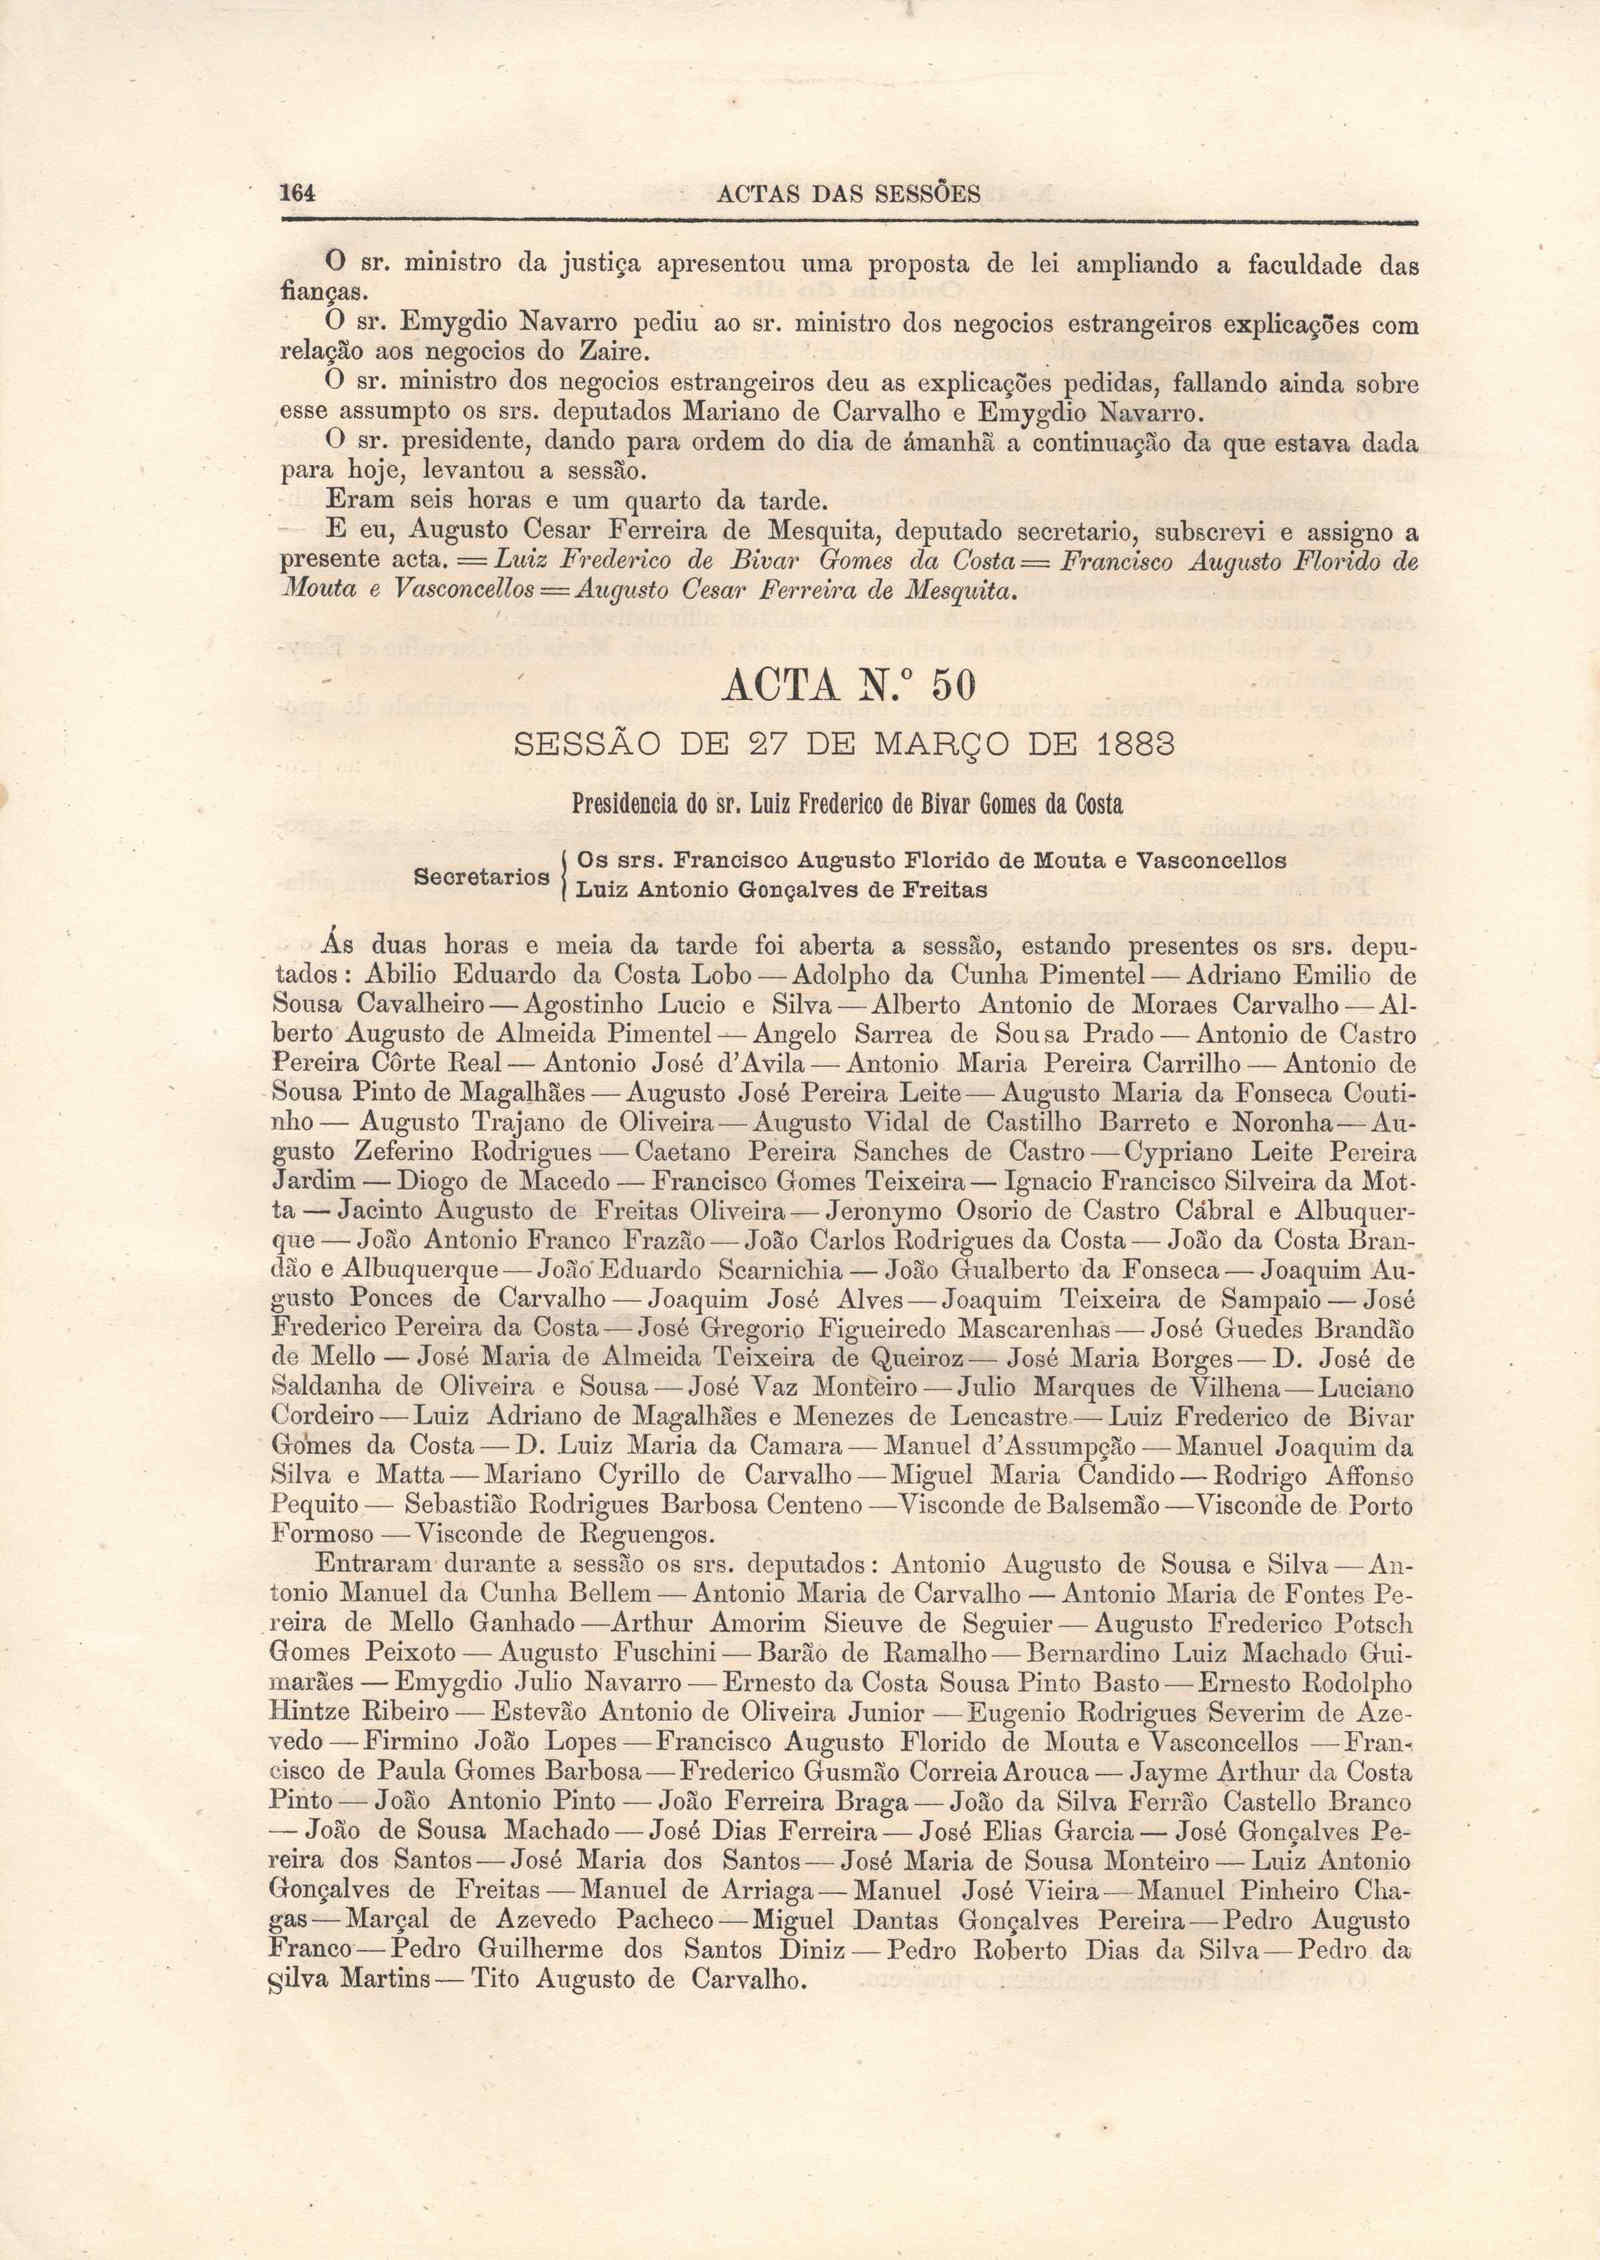 164
ACTAS DAS SESSÕES
O sr. ministro da justiça apresentou uma proposta de lei ampliando a faculdade das
fianças.
O sr. Emygdio Navarro pediu ao sr. ministro dos negocios estrangeiros explicações com
relação aos negocios do Zaire.
O sr. ministro dos negocios estrangeiros deu as explicações pedidas, fallando ainda sobre
esse assumpto os srs. deputados Mariano de Carvalho e Emygdio Navarro.
O sr. presidente, dando para ordem do dia de ámanhã a continuação da que estava dada
para hoje, levantou a sessão.
Eram seis horas e um quarto da tarde.
E eu, Augusto Cesar Ferreira de Mesquita, deputado secretario, subscrevi e assigno a
presente acta. = Luiz Frederico de Bivar Gomes da Costa = Francisco Augusto Florido de
Mouta e Vasconcellos = Augusto Cesar Ferreira de Mesquita.
ACTA N.º 50
SESSÃO DE 27 DE MARÇO DE 1883
Presidencia do sr. Luiz Frederico de Bivar Gomes da Costa
Secretarios { Os srs. Francisco Augusto Florido de Mouta e Vasconcellos
Luiz Antonio Gonçalves de Freitas
Ás duas horas e meia da tarde foi aberta a sessão, estando presentes os srs. depu-
tados: Abilio Eduardo da Costa Lobo — Adolpho da Cunha Pimentel — Adriano Emilio de
Sousa Cavalheiro — Agostinho Lucio e Silva — Alberto Antonio de Moraes Carvalho — Al-
berto Augusto de Almeida Pimentel — Angelo Sarrea de Sousa Prado — Antonio de Castro
Pereira Côrte Real — Antonio José d'Avila — Antonio Maria Pereira Carrilho — Antonio de
Sousa Pinto de Magalhães — Augusto José Pereira Leite — Augusto Maria da Fonseca Couti-
nho — Augusto Trajano de Oliveira — Augusto Vidal de Castilho Barreto e Noronha — Au-
gusto Zeferino Rodrigues — Caetano Pereira Sanches de Castro — Cypriano Leite Pereira
Jardim — Diogo de Macedo — Francisco Gomes Teixeira — Ignacio Francisco Silveira da Mot-
ta — Jacinto Augusto de Freitas Oliveira — Jeronymo Osorio de Castro Cabral e Albuquer-
que — João Antonio Franco Frazão — João Carlos Rodrigues da Costa — João da Costa Bran-
dão e Albuquerque — João Eduardo Scarnichia — João Gualberto da Fonseca — Joaquim Au-
gusto Ponces de Carvalho — Joaquim José Alves — Joaquim Teixeira de Sampaio — José
Frederico Pereira da Costa — José Gregorio Figueiredo Mascarenhas — José Guedes Brandão
de Mello — José Maria de Almeida Teixeira de Queiroz — José Maria Borges — D. José de
Saldanha de Oliveira e Sousa — José Vaz Monteiro — Julio Marques de Vilhena — Luciano
Cordeiro — Luiz Adriano de Magalhães e Menezes de Lencastre — Luiz Frederico de Bivar
Gomes da Costa — D. Luiz Maria da Camara — Manuel d'Assumpção — Manuel Joaquim da
Silva e Matta — Mariano Cyrillo de Carvalho — Miguel Maria Candido — Rodrigo Affonso
Pequito — Sebastião Rodrigues Barbosa Centeno — Visconde de Balsemão — Visconde de Porto
Formoso — Visconde de Reguengos.
Entraram durante a sessão os srs. deputados: Antonio Augusto de Sousa e Silva — An-
tonio Manuel da Cunha Bellem — Antonio Maria de Carvalho — Antonio Maria de Fontes Pe-
reira de Mello Ganhado — Arthur Amorim Sieuve de Seguier — Augusto Frederico Potsch
Gomes Peixoto — Augusto Fuschini — Barão de Ramalho — Bernardino Luiz Machado Gui-
marães — Emygdio Julio Navarro — Ernesto da Costa Sousa Pinto Basto — Ernesto Rodolpho
Hintze Ribeiro — Estevão Antonio de Oliveira Junior — Eugenio Rodrigues Severim de Aze-
vedo — Firmino João Lopes — Francisco Augusto Florido de Mouta e Vasconcellos — Fran-
cisco de Paula Gomes Barbosa — Frederico Gusmão Correia Arouca — Jayme Arthur da Costa
Pinto — João Antonio Pinto — João Ferreira Braga — João da Silva Ferrão Castello Branco
— João de Sousa Machado — José Dias Ferreira — José Elias Garcia — José Gonçalves Pe-
reira dos Santos — José Maria dos Santos — José Maria de Sousa Monteiro — Luiz Antonio
Gonçalves de Freitas — Manuel de Arriaga — Manuel José Vieira — Manuel Pinheiro Cha-
gas — Marçal de Azevedo Pacheco — Miguel Dantas Gonçalves Pereira — Pedro Augusto
Franco — Pedro Guilherme dos Santos Diniz — Pedro Roberto Dias da Silva — Pedro da
Silva Martins — Tito Augusto de Carvalho.